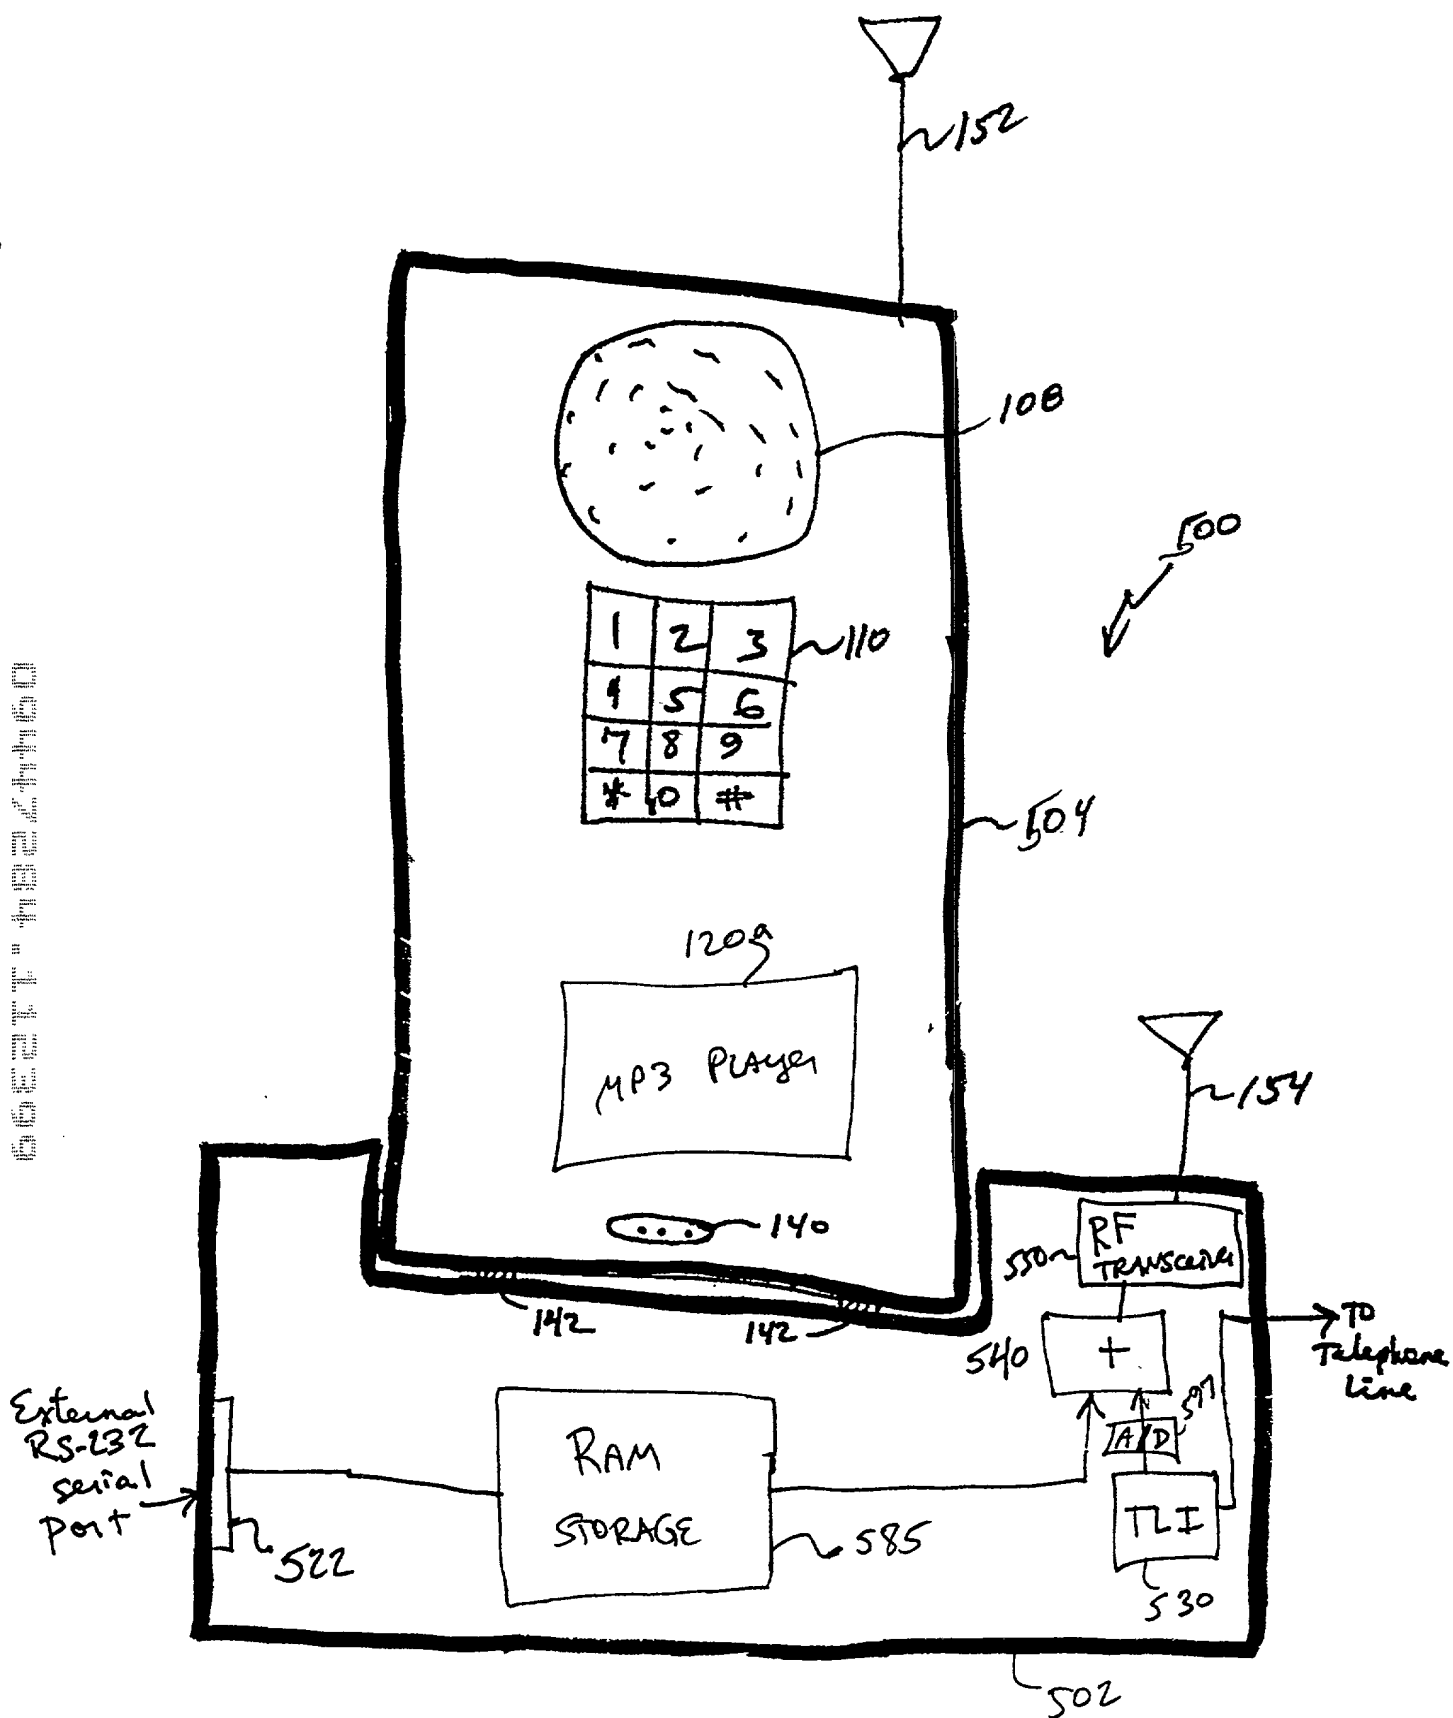 152
108
500
1 2 3
110
4 5 6
7 8 9
* 0 #
504
120a
MP3 Player
154
140
RF
TRANSCEIVER
550
142
142
540
+
TO
Telephone
Line
External
RS-232
serial
port
RAM
STORAGE
A/D
597
TLI
522
585
530
502